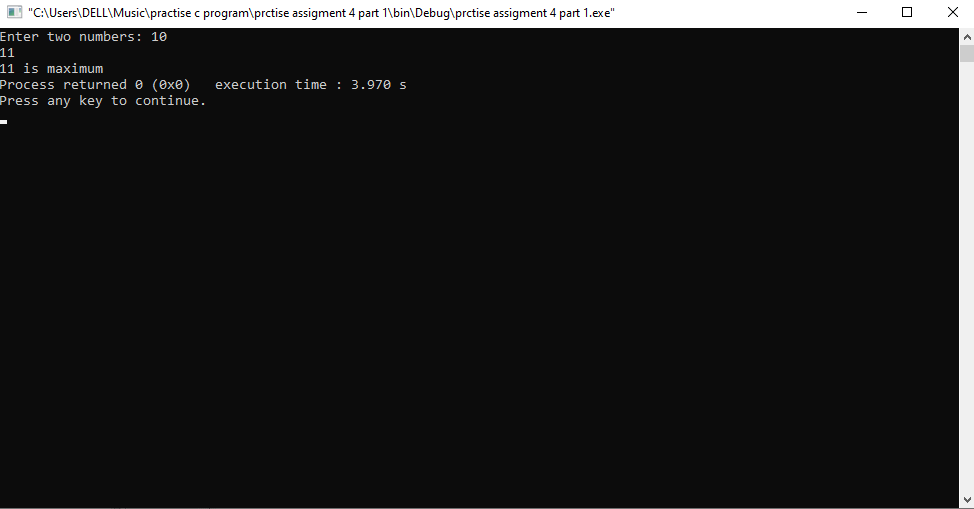 "C:\Users\DELL\Music\practise c program\prctise assigment 4 part 1\bin\Debug\prctise assigment 4 part 1.exe"
Enter two numbers: 10
11
11 is maximum
Process returned 0 (0x0)   execution time : 3.970 s
Press any key to continue.